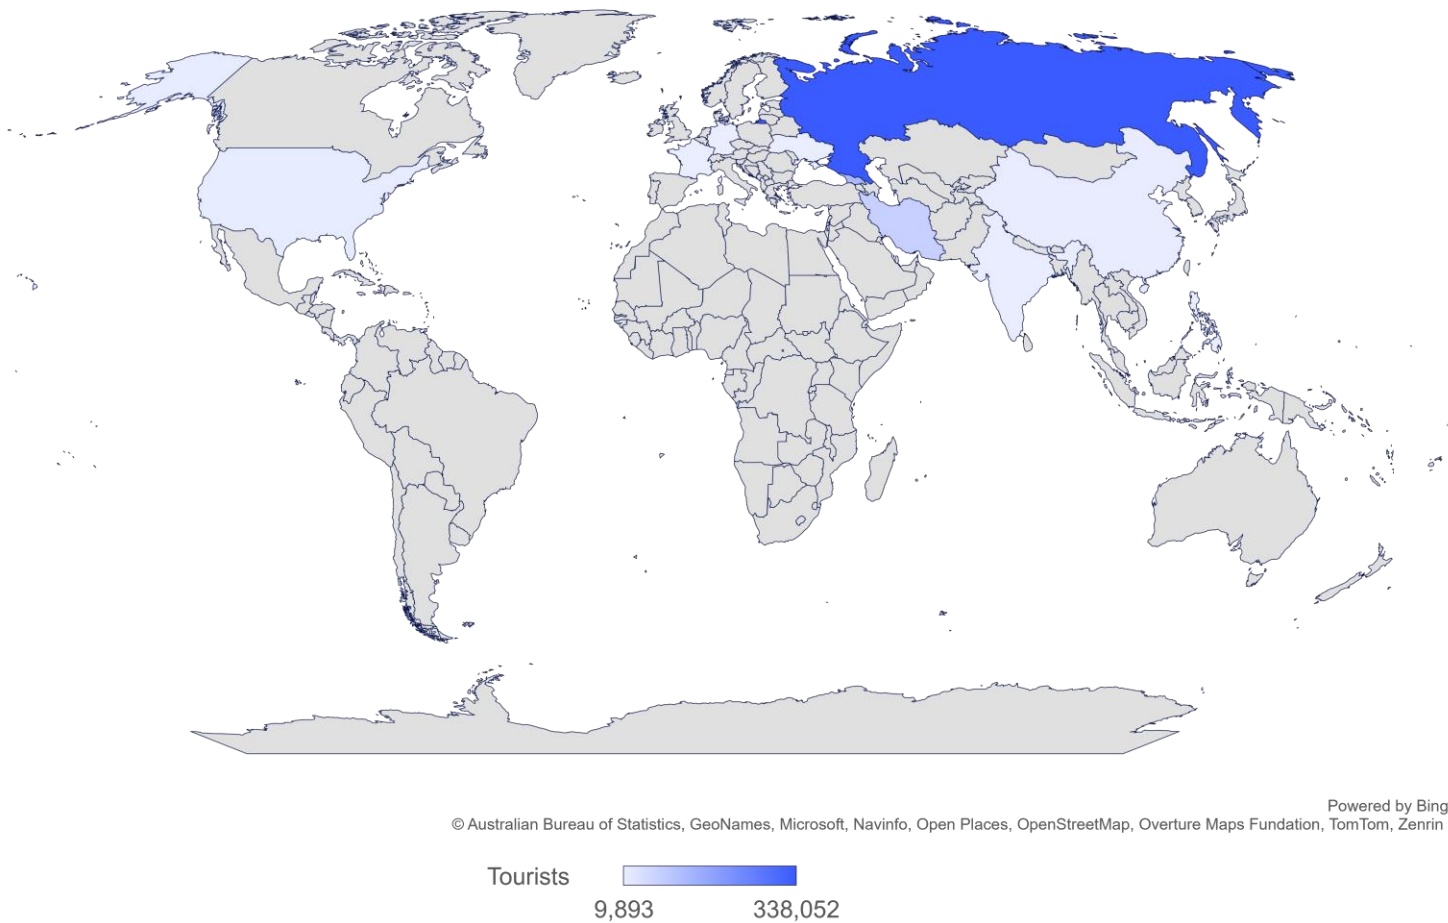 Powered by Bing
© Australian Bureau of Statistics, GeoNames, Microsoft, Navinfo, Open Places, OpenStreetMap, Overture Maps Fundation, TomTom, Zenrin
Tourists
9,893 338,052